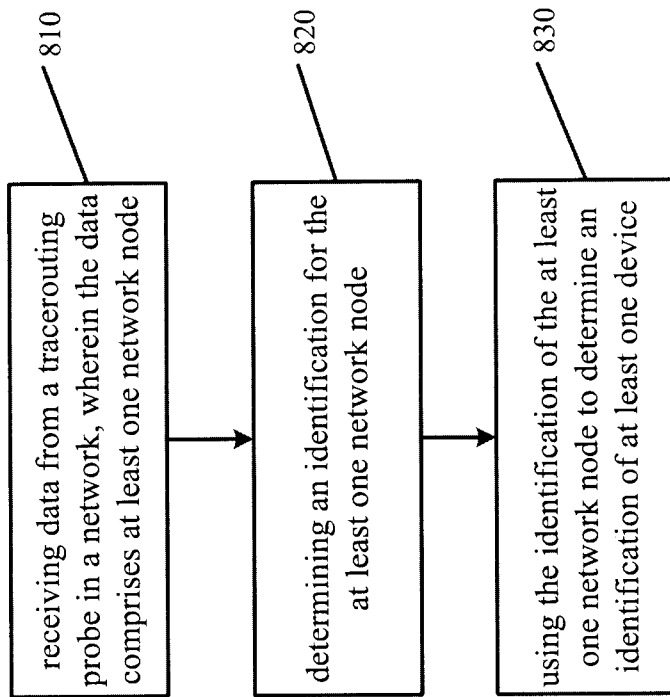 receiving data from a tracerouting
probe in a network, wherein the data
comprises at least one network node
810
determining an identification for the
at least one network node
820
using the identification of the at least
one network node to determine an
identification of at least one device
830